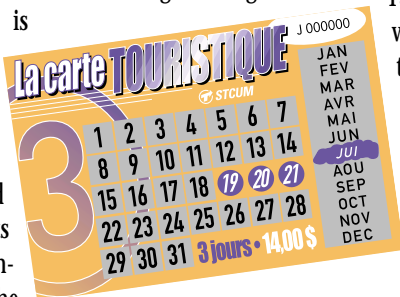 is
La carte TOURISTIQUE
J 000000
STCUM
3
1 2 3 4 5 6 7
8 9 10 11 12 13 14
15 16 17 18 19 20 21
22 23 24 25 26 27 28
29 30 31
3 jours • 14,00 $
JAN
FEV
MAR
AVR
MAI
JUN
JUI
AOU
SEP
OCT
NOV
DEC